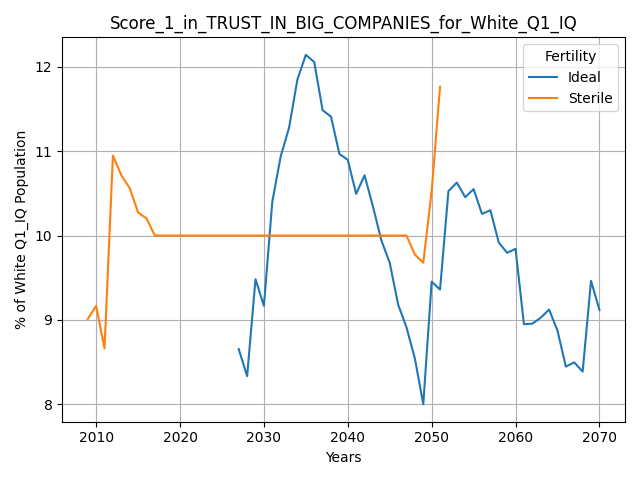 Score_1_in_TRUST_IN_BIG_COMPANIES_for_White_Q1_IQ
Fertility
Ideal
Sterile
% of White Q1_IQ Population
12
11
10
9
8
2010 2020 2030 2040 2050 2060 2070
Years